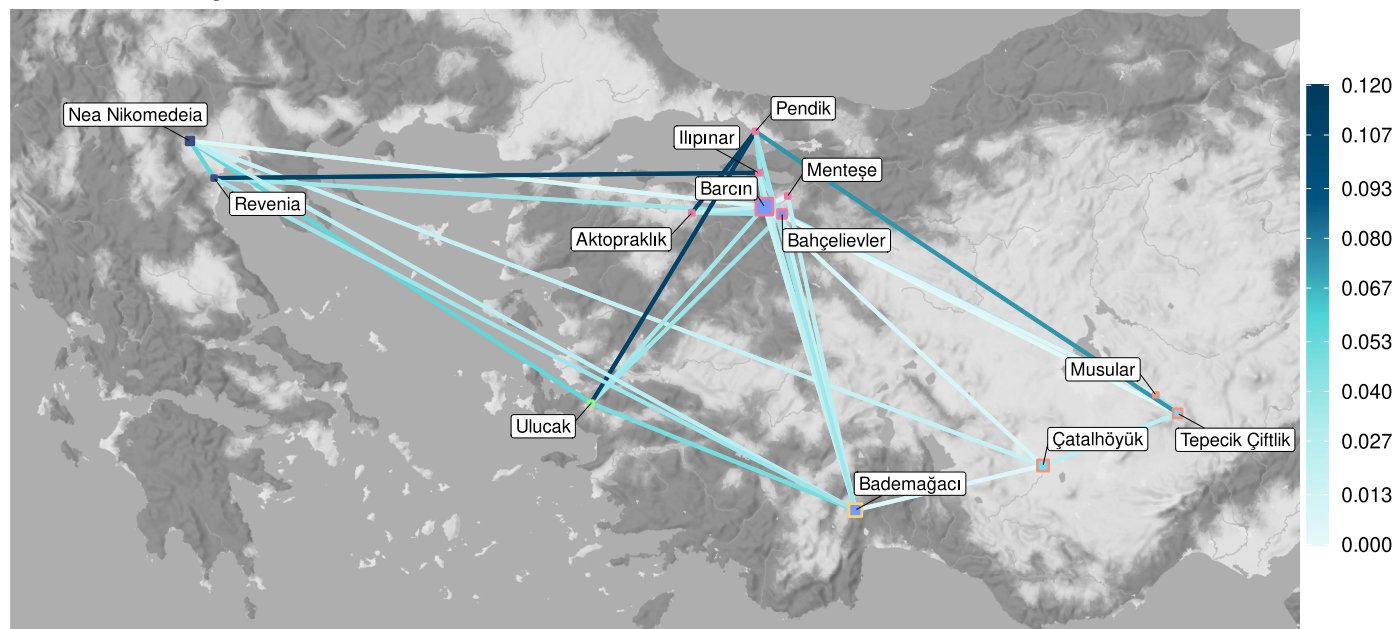 Nea Nikomedeia
Pendik
Ilıpınar
Menteşe
Barcın
Revenia
Aktopraklık
Bahçelievler
Musular
Ulucak
Çatalhöyük
Tepecik Çiftlik
Bademağacı
0.120
0.107
0.093
0.080
0.067
0.053
0.040
0.027
0.013
0.000